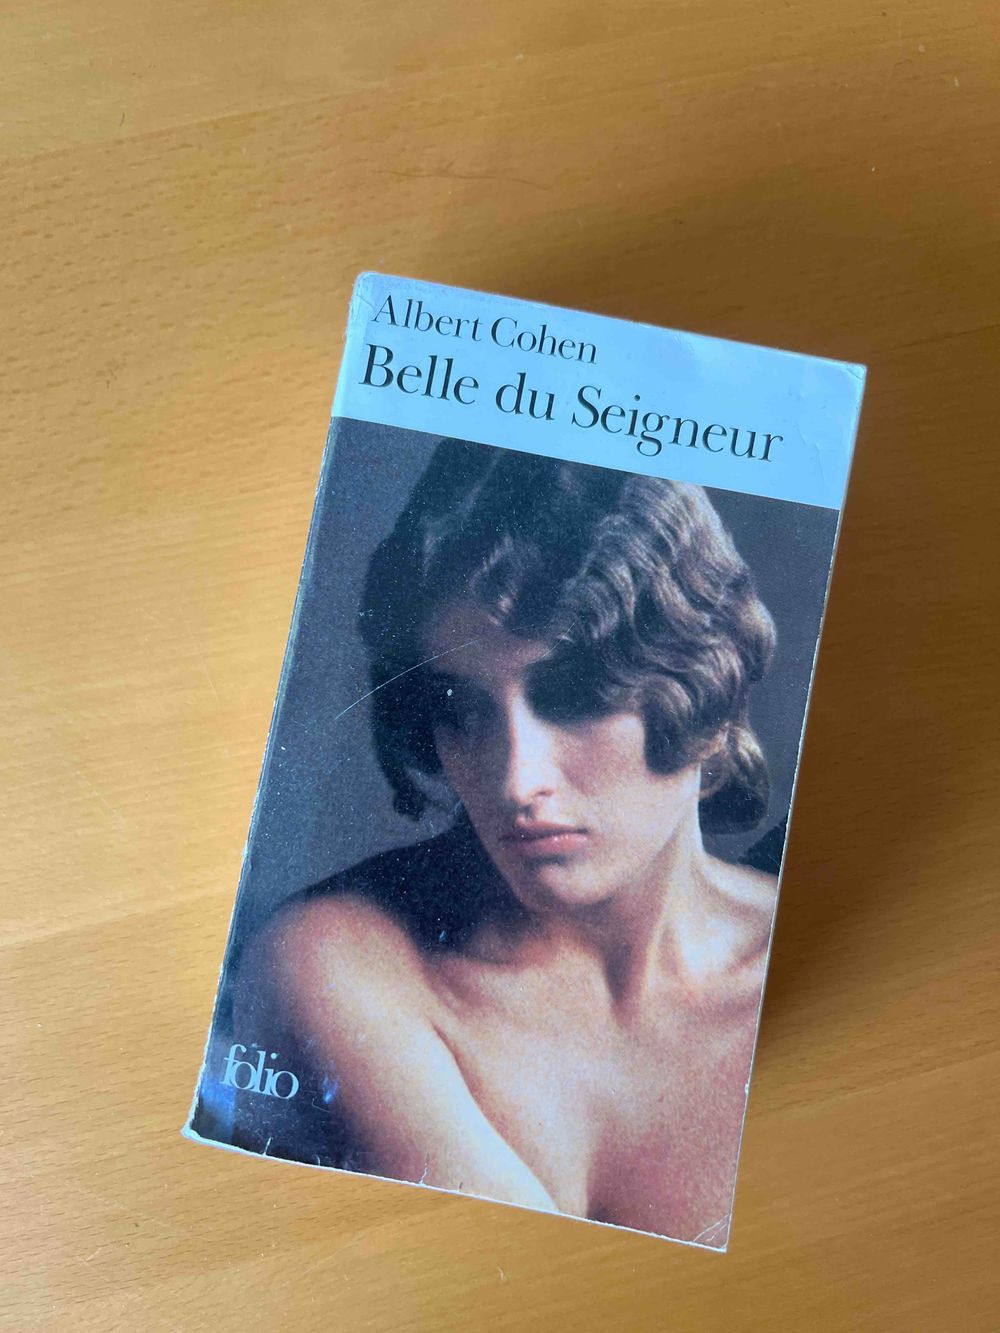 Albert Cohen
Belle du Seigneur
folio